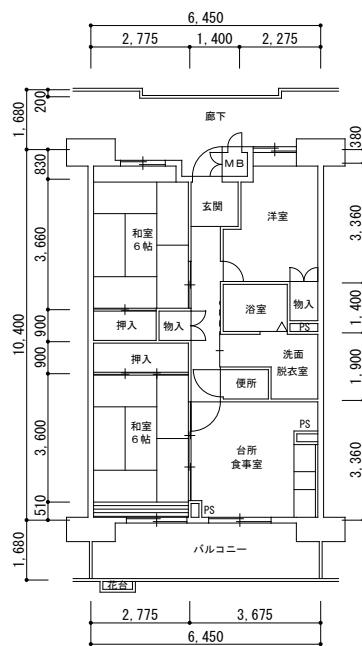 6,450
2,775
1,400
2,275
1,680
200
廊下
380
830
MB
玄関
洋室
和室
6帖
3,660
3,360
10,400
押入
物入
浴室
物入
1,400
900
PS
押入
洗面
脱衣室
900
便所
1,900
和室
6帖
3,600
台所
食事室
PS
3,360
510
PS
バルコニー
1,680
花台
2,775
3,675
6,450